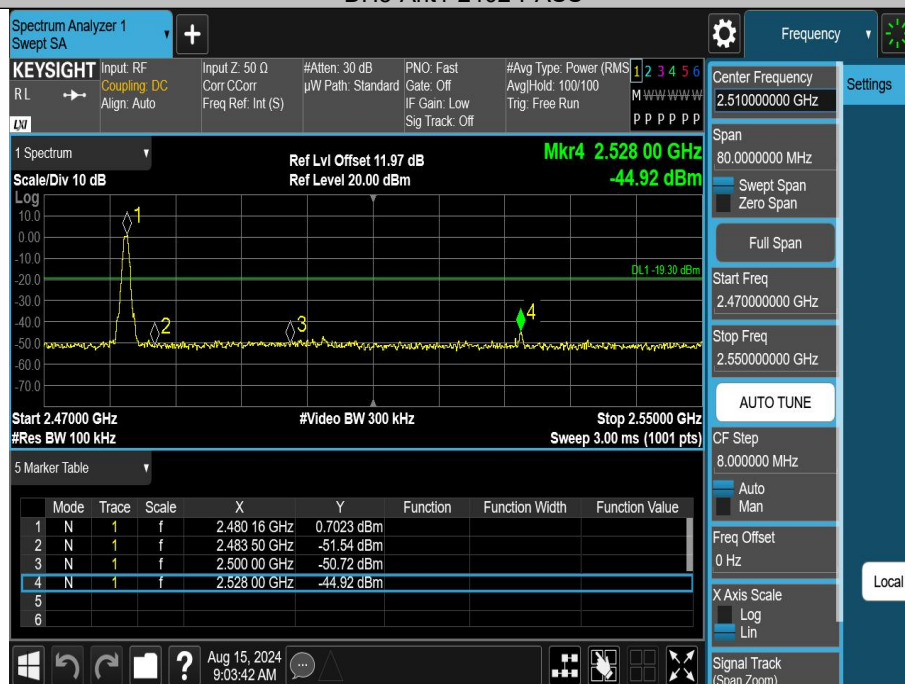 Spectrum Analyzer 1
Swept SA
+
Frequency
KEYSIGHT
RL
LXI
Input: RF
Coupling: DC
Align: Auto
Input Z: 50 Ω
Corr CCorr
Freq Ref: Int (S)
#Atten: 30 dB
µW Path: Standard
PNO: Fast
Gate: Off
IF Gain: Low
Sig Track: Off
#Avg Type: Power (RMS
Avg|Hold: 100/100
Trig: Free Run
1 2 3 4 5 6
M W W W W W
P P P P P P
1 Spectrum
Scale/Div 10 dB
Ref Lvl Offset 11.97 dB
Ref Level 20.00 dBm
Mkr4 2.528 00 GHz
-44.92 dBm
Log
10.0
0.00
-10.0
-20.0
-30.0
-40.0
-50.0
-60.0
-70.0
1
2
3
4
DL1 -19.30 dBm
Start 2.47000 GHz
#Res BW 100 kHz
#Video BW 300 kHz
Stop 2.55000 GHz
Sweep 3.00 ms (1001 pts)
5 Marker Table
Mode Trace Scale X Y Function Function Width Function Value
1 N 1 f 2.480 16 GHz 0.7023 dBm
2 N 1 f 2.483 50 GHz -51.54 dBm
3 N 1 f 2.500 00 GHz -50.72 dBm
4 N 1 f 2.528 00 GHz -44.92 dBm
5
6
Aug 15, 2024
9:03:42 AM
?
Center Frequency
2.510000000 GHz
Span
80.0000000 MHz
Swept Span
Zero Span
Full Span
Start Freq
2.470000000 GHz
Stop Freq
2.550000000 GHz
AUTO TUNE
CF Step
8.000000 MHz
Auto
Man
Freq Offset
0 Hz
X Axis Scale
Log
Lin
Signal Track
(Span Zoom)
Settings
Local